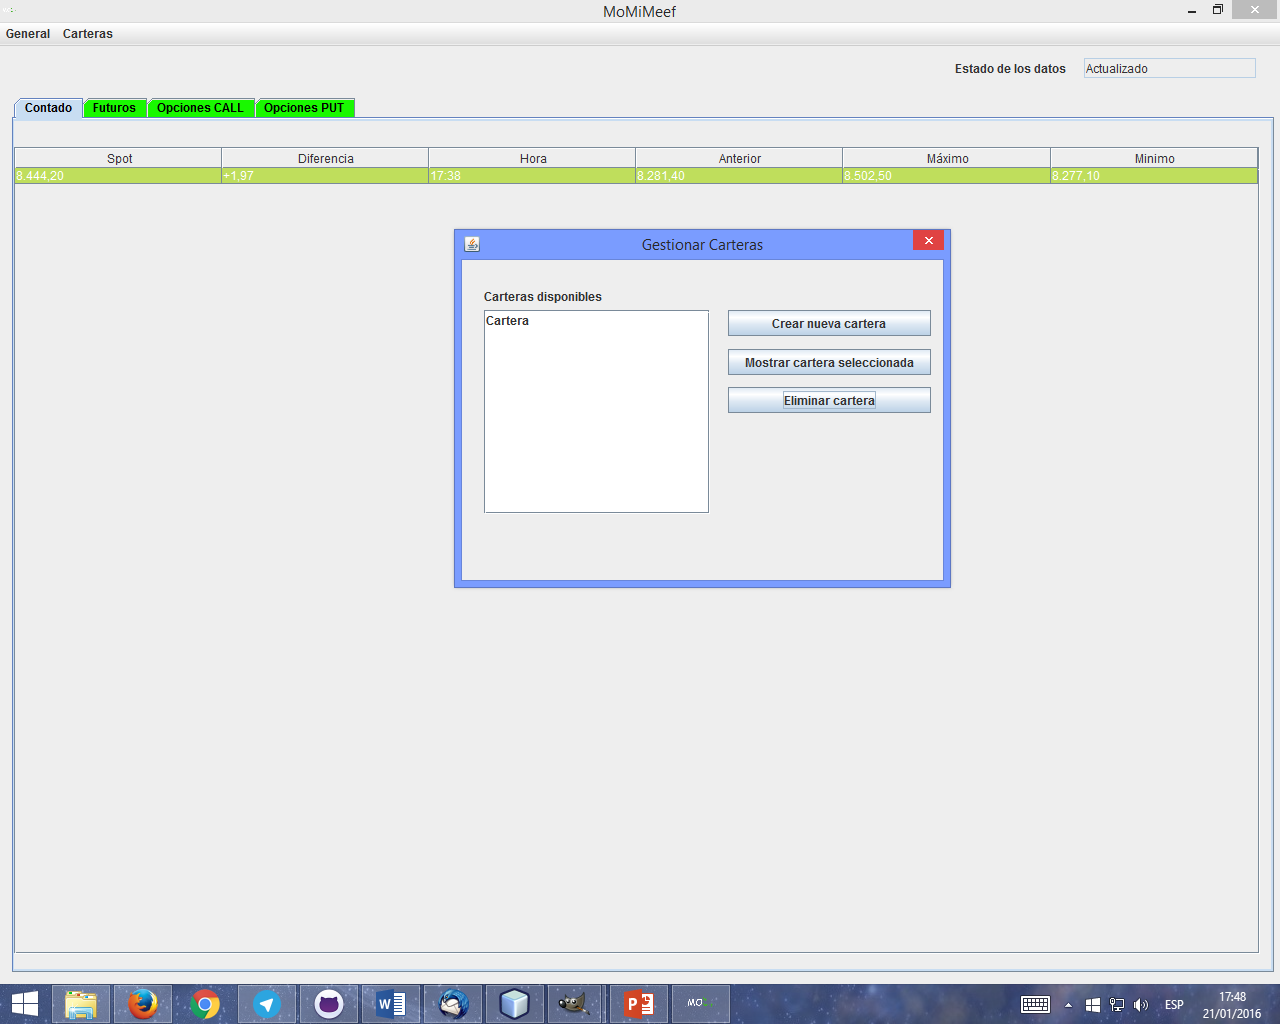 MoMiMeef
General Carteras
Estado de los datos Actualizado
Contado Futuros Opciones CALL Opciones PUT
Spot Diferencia Hora Anterior Máximo Minimo
8.444,20 +1,97 17:38 8.281,40 8.502,50 8.277,10
Gestionar Carteras
Carteras disponibles
Cartera
Crear nueva cartera
Mostrar cartera seleccionada
Eliminar cartera
ESP
17:48
21/01/2016